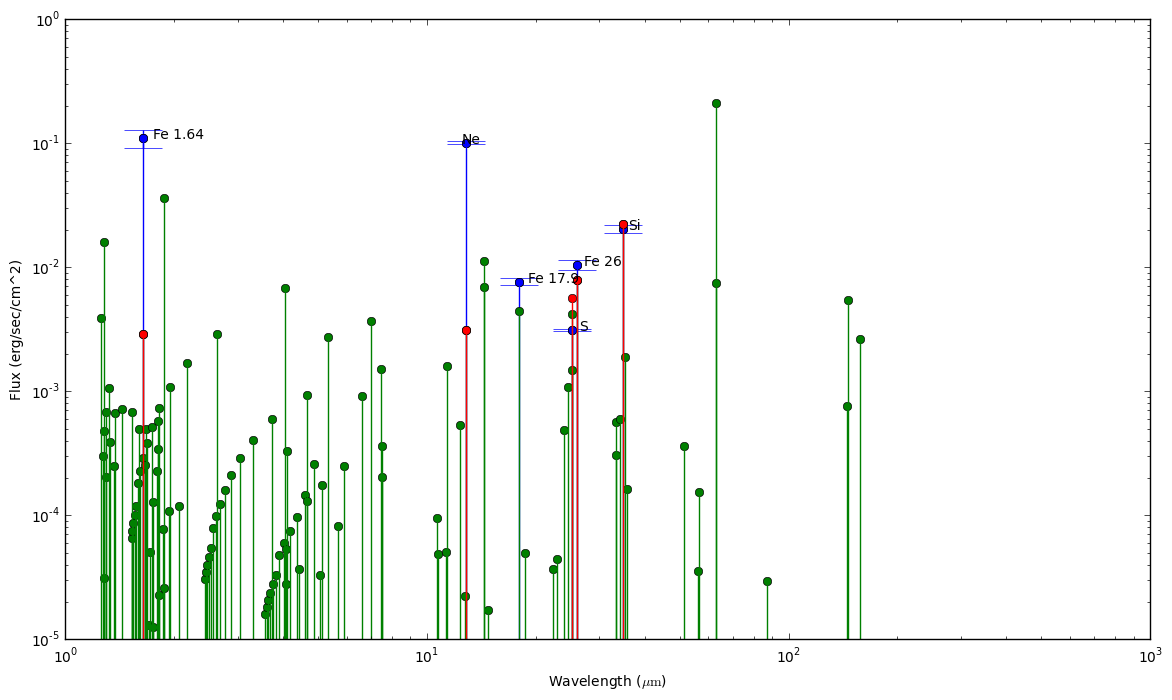 10^0
Fe 1.64
Ne
10^-1
Si
Fe 26
10^-2
Fe 17.9
S
10^-3
10^-4
10^-5
Flux (erg/sec/cm^2)
10^0 10^1 10^2 10^3
Wavelength (μm)